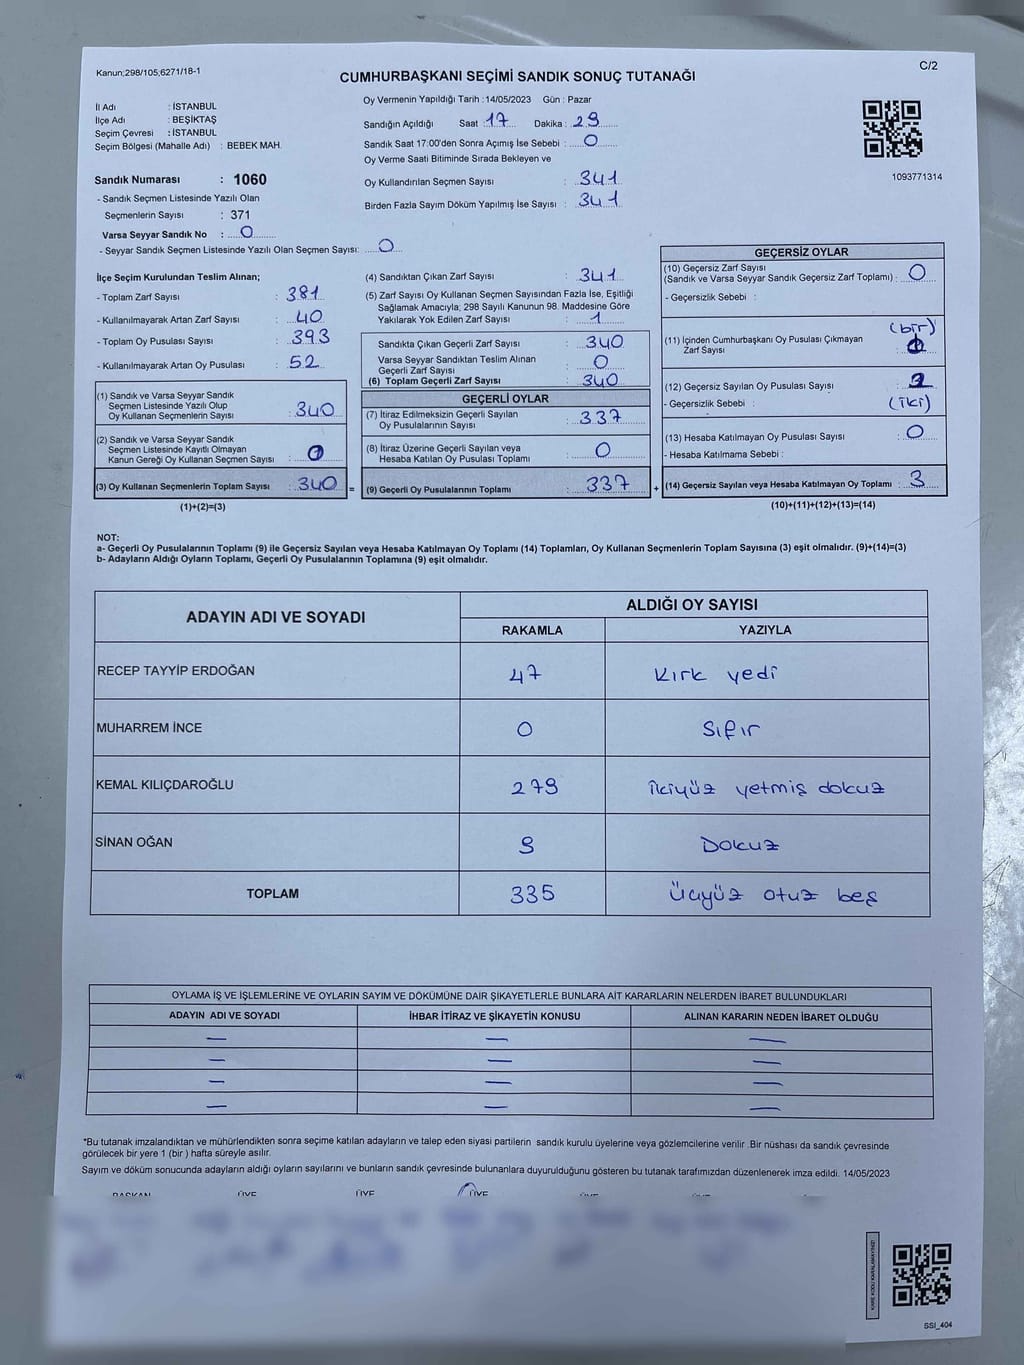 Kanun;298/105;6271/18-1
C/2
CUMHURBAŞKANI SEÇİMİ SANDIK SONUÇ TUTANAĞI
Oy Vermenin Yapıldığı Tarih :14/05/2023 Gün : Pazar
İl Adı : İSTANBUL
İlçe Adı : BEŞİKTAŞ
Seçim Çevresi : İSTANBUL
Seçim Bölgesi (Mahalle Adı) : BEBEK MAH.
Sandığın Açıldığı Saat : 17 Dakika : 29
Sandık Saat 17:00'den Sonra Açımış İse Sebebi : 0
Oy Verme Saati Bitiminde Sırada Bekleyen ve
Oy Kullandırılan Seçmen Sayısı : 341
Birden Fazla Sayım Döküm Yapılmış İse Sayısı : 341
1093771314
Sandık Numarası : 1060
- Sandık Seçmen Listesinde Yazılı Olan
Seçmenlerin Sayısı : 371
Varsa Seyyar Sandık No : 0
- Seyyar Sandık Seçmen Listesinde Yazılı Olan Seçmen Sayısı: 0
İlçe Seçim Kurulundan Teslim Alınan;
- Toplam Zarf Sayısı : 381
- Kullanılmayarak Artan Zarf Sayısı : 40
- Toplam Oy Pusulası Sayısı : 393
- Kullanılmayarak Artan Oy Pusulası : 52
(1) Sandık ve Varsa Seyyar Sandık
Seçmen Listesinde Yazılı Olup
Oy Kullanan Seçmenlerin Sayısı : 340
(2) Sandık ve Varsa Seyyar Sandık
Seçmen Listesinde Kayıtlı Olmayan
Kanun Gereği Oy Kullanan Seçmen Sayısı :
(3) Oy Kullanan Seçmenlerin Toplam Sayısı : 340 =
(1)+(2)=(3)
(4) Sandıktan Çıkan Zarf Sayısı : 341
(5) Zarf Sayısı Oy Kullanan Seçmen Sayısından Fazla İse, Eşitliği
Sağlamak Amacıyla; 298 Sayılı Kanunun 98. Maddesine Göre
Yakılarak Yok Edilen Zarf Sayısı : 1
Sandıkta Çıkan Geçerli Zarf Sayısı : 340
Varsa Seyyar Sandıktan Teslim Alınan
Geçerli Zarf Sayısı : 0
(6) Toplam Geçerli Zarf Sayısı : 340
GEÇERLİ OYLAR
(7) İtiraz Edilmeksizin Geçerli Sayılan
Oy Pusulalarının Sayısı : 337
(8) İtiraz Üzerine Geçerli Sayılan veya
Hesaba Katılan Oy Pusulası Toplamı : 0
(9) Geçerli Oy Pusulalarının Toplamı : 337 +
GEÇERSİZ OYLAR
(10) Geçersiz Zarf Sayısı
(Sandık ve Varsa Seyyar Sandık Geçersiz Zarf Toplamı) : 0
- Geçersizlik Sebebi :
(bir)
(11) İçinden Cumhurbaşkanı Oy Pusulası Çıkmayan
Zarf Sayısı :
(12) Geçersiz Sayılan Oy Pusulası Sayısı : 2
- Geçersizlik Sebebi : (iki)
(13) Hesaba Katılmayan Oy Pusulası Sayısı : 0
- Hesaba Katılmama Sebebi :
(14) Geçersiz Sayılan veya Hesaba Katılmayan Oy Toplamı : 3
(10)+(11)+(12)+(13)=(14)
NOT:
a- Geçerli Oy Pusulalarının Toplamı (9) ile Geçersiz Sayılan veya Hesaba Katılmayan Oy Toplamı (14) Toplamları, Oy Kullanan Seçmenlerin Toplam Sayısına (3) eşit olmalıdır. (9)+(14)=(3)
b- Adayların Aldığı Oyların Toplamı, Geçerli Oy Pusulalarının Toplamına (9) eşit olmalıdır.
ADAYIN ADI VE SOYADI ALDIĞI OY SAYISI
RAKAMLA YAZIYLA
RECEP TAYYİP ERDOĞAN 47 Kırk yedi
MUHARREM İNCE 0 Sıfır
KEMAL KILIÇDAROĞLU 279 ikiyüz yetmiş dokuz
SİNAN OĞAN 9 Dokuz
TOPLAM 335 Üçyüz otuz beş
OYLAMA İŞ VE İŞLEMLERİNE VE OYLARIN SAYIM VE DÖKÜMÜNE DAİR ŞİKAYETLERLE BUNLARA AİT KARARLARIN NELERDEN İBARET BULUNDUKLARI
ADAYIN ADI VE SOYADI İHBAR İTİRAZ VE ŞİKAYETİN KONUSU ALINAN KARARIN NEDEN İBARET OLDUĞU
— — —
— — —
— — —
— — —
*Bu tutanak imzalandıktan ve mühürlendikten sonra seçime katılan adayların ve talep eden siyasi partilerin sandık kurulu üyelerine veya gözlemcilerine verilir .Bir nüshası da sandık çevresinde
görülecek bir yere 1 (bir ) hafta süreyle asılır.
Sayım ve döküm sonucunda adayların aldığı oyların sayılarını ve bunların sandık çevresinde bulunanlara duyurulduğunu gösteren bu tutanak tarafımızdan düzenlenerek imza edildi. 14/05/2023
BAŞKAN ÜYE ÜYE ÜYE ÜYE ÜYE
KARE KODU KARALAMAYINIZ!
SSI_404